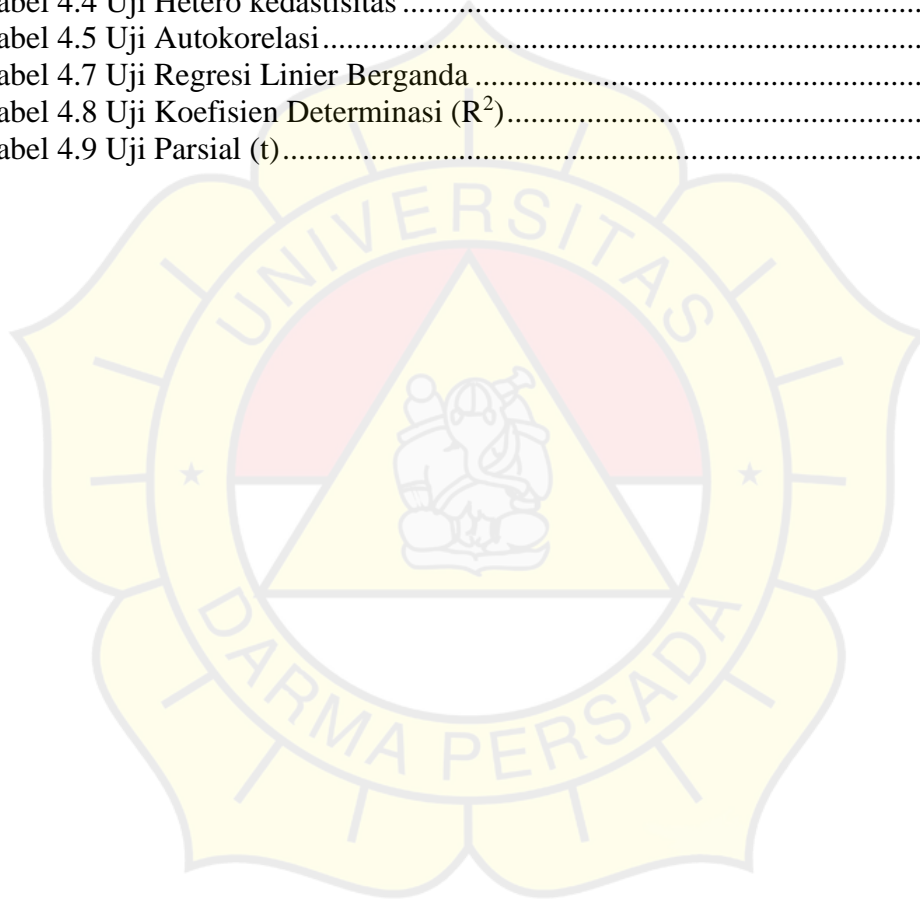 abel 4.4 Uji Hetero kedastisitas ........................................................................
abel 4.5 Uji Autokorelasi ........................................................................
abel 4.7 Uji Regresi Linier Berganda ........................................................................
abel 4.8 Uji Koefisien Determinasi (R²) ........................................................................
abel 4.9 Uji Parsial (t) ........................................................................
UNIVERSITAS
DARMA PERSADA